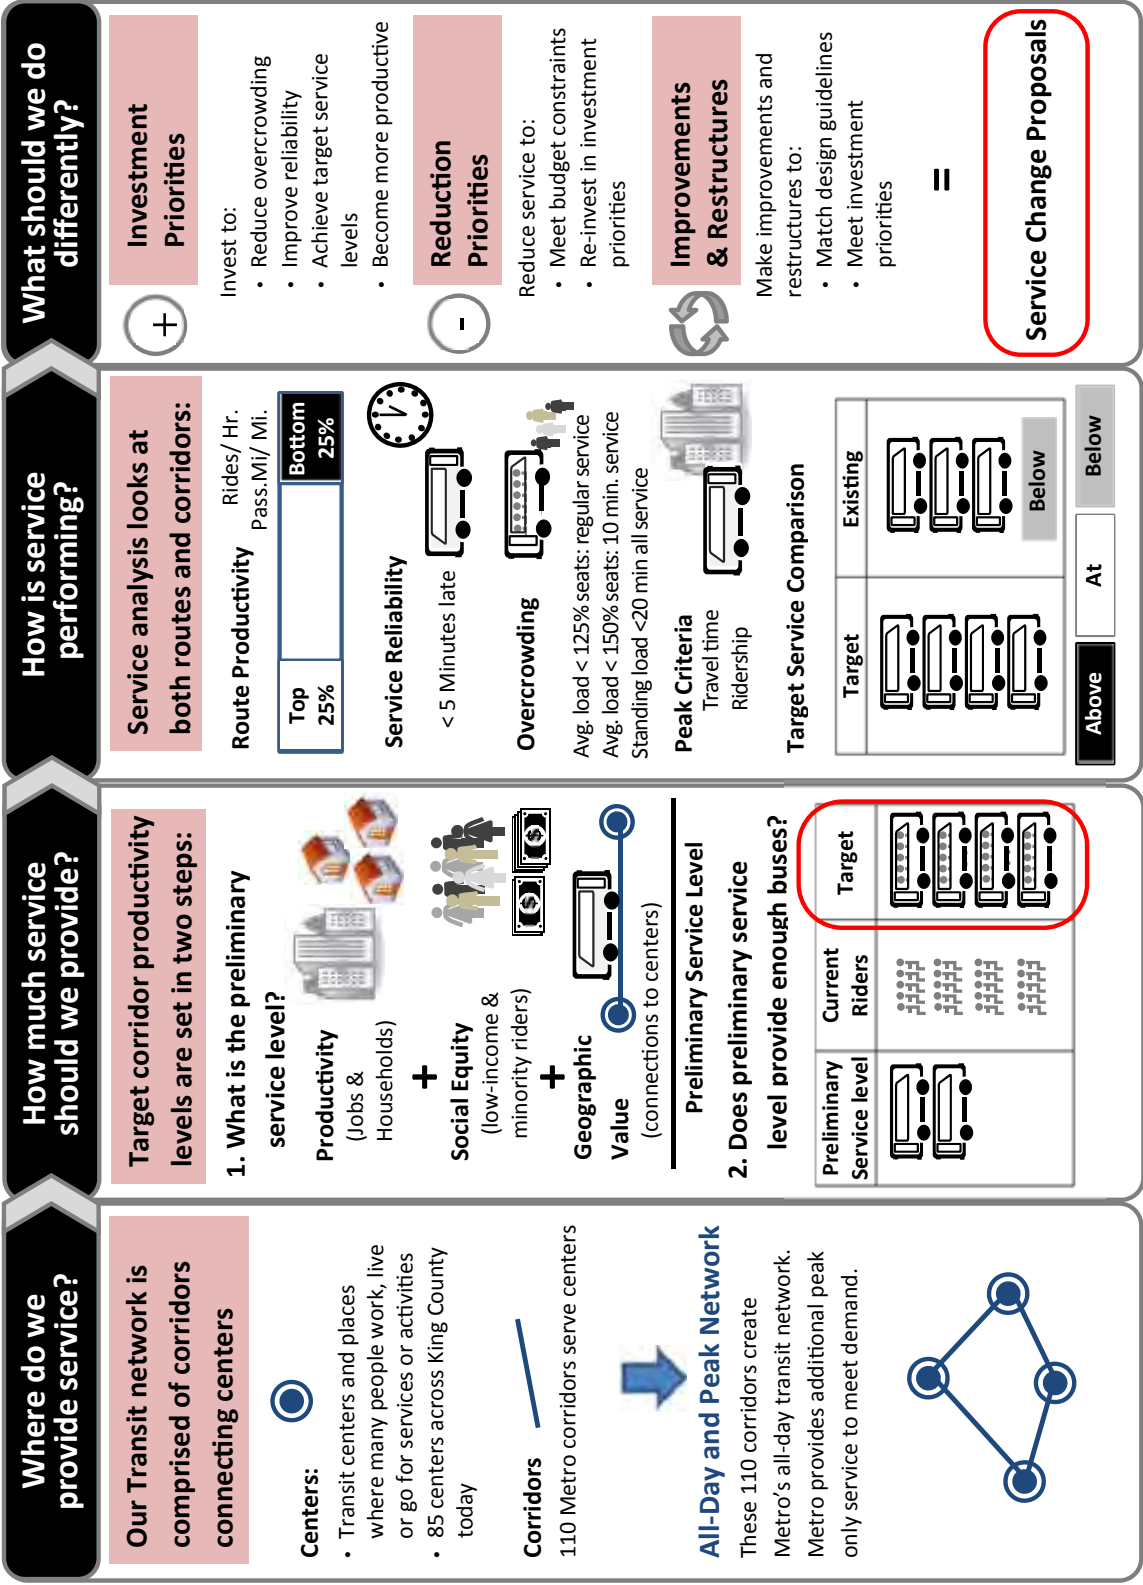 Where do we
provide service?
Our Transit network is
comprised of corridors
connecting centers
Centers:
• Transit centers and places
where many people work, live
or go for services or activities
• 85 centers across King County
today
Corridors
110 Metro corridors serve centers
All-Day and Peak Network
These 110 corridors create
Metro's all-day transit network.
Metro provides additional peak
only service to meet demand.
How much service
should we provide?
Target corridor productivity
levels are set in two steps:
1. What is the preliminary
service level?
Productivity
(Jobs &
Households)
+
Social Equity
(low-income &
minority riders)
$
$
+
Geographic
Value
(connections to centers)
Preliminary Service Level
2. Does preliminary service
level provide enough buses?
Preliminary
Service level
Current
Riders
Target
How is service
performing?
Service analysis looks at
both routes and corridors:
Route Productivity
Rides/ Hr.
Pass.Mi/ Mi.
Top
25%
Bottom
25%
Service Reliability
< 5 Minutes late
Overcrowding
Avg. load < 125% seats: regular service
Avg. load < 150% seats: 10 min. service
Standing load <20 min all service
Peak Criteria
Travel time
Ridership
Target Service Comparison
Target
Existing
Below
Above
At
Below
What should we do
differently?
+
Investment
Priorities
Invest to:
• Reduce overcrowding
• Improve reliability
• Achieve target service
levels
• Become more productive
-
Reduction
Priorities
Reduce service to:
• Meet budget constraints
• Re-invest in investment
priorities
Improvements
& Restructures
Make improvements and
restructures to:
• Match design guidelines
• Meet investment
priorities
=
Service Change Proposals